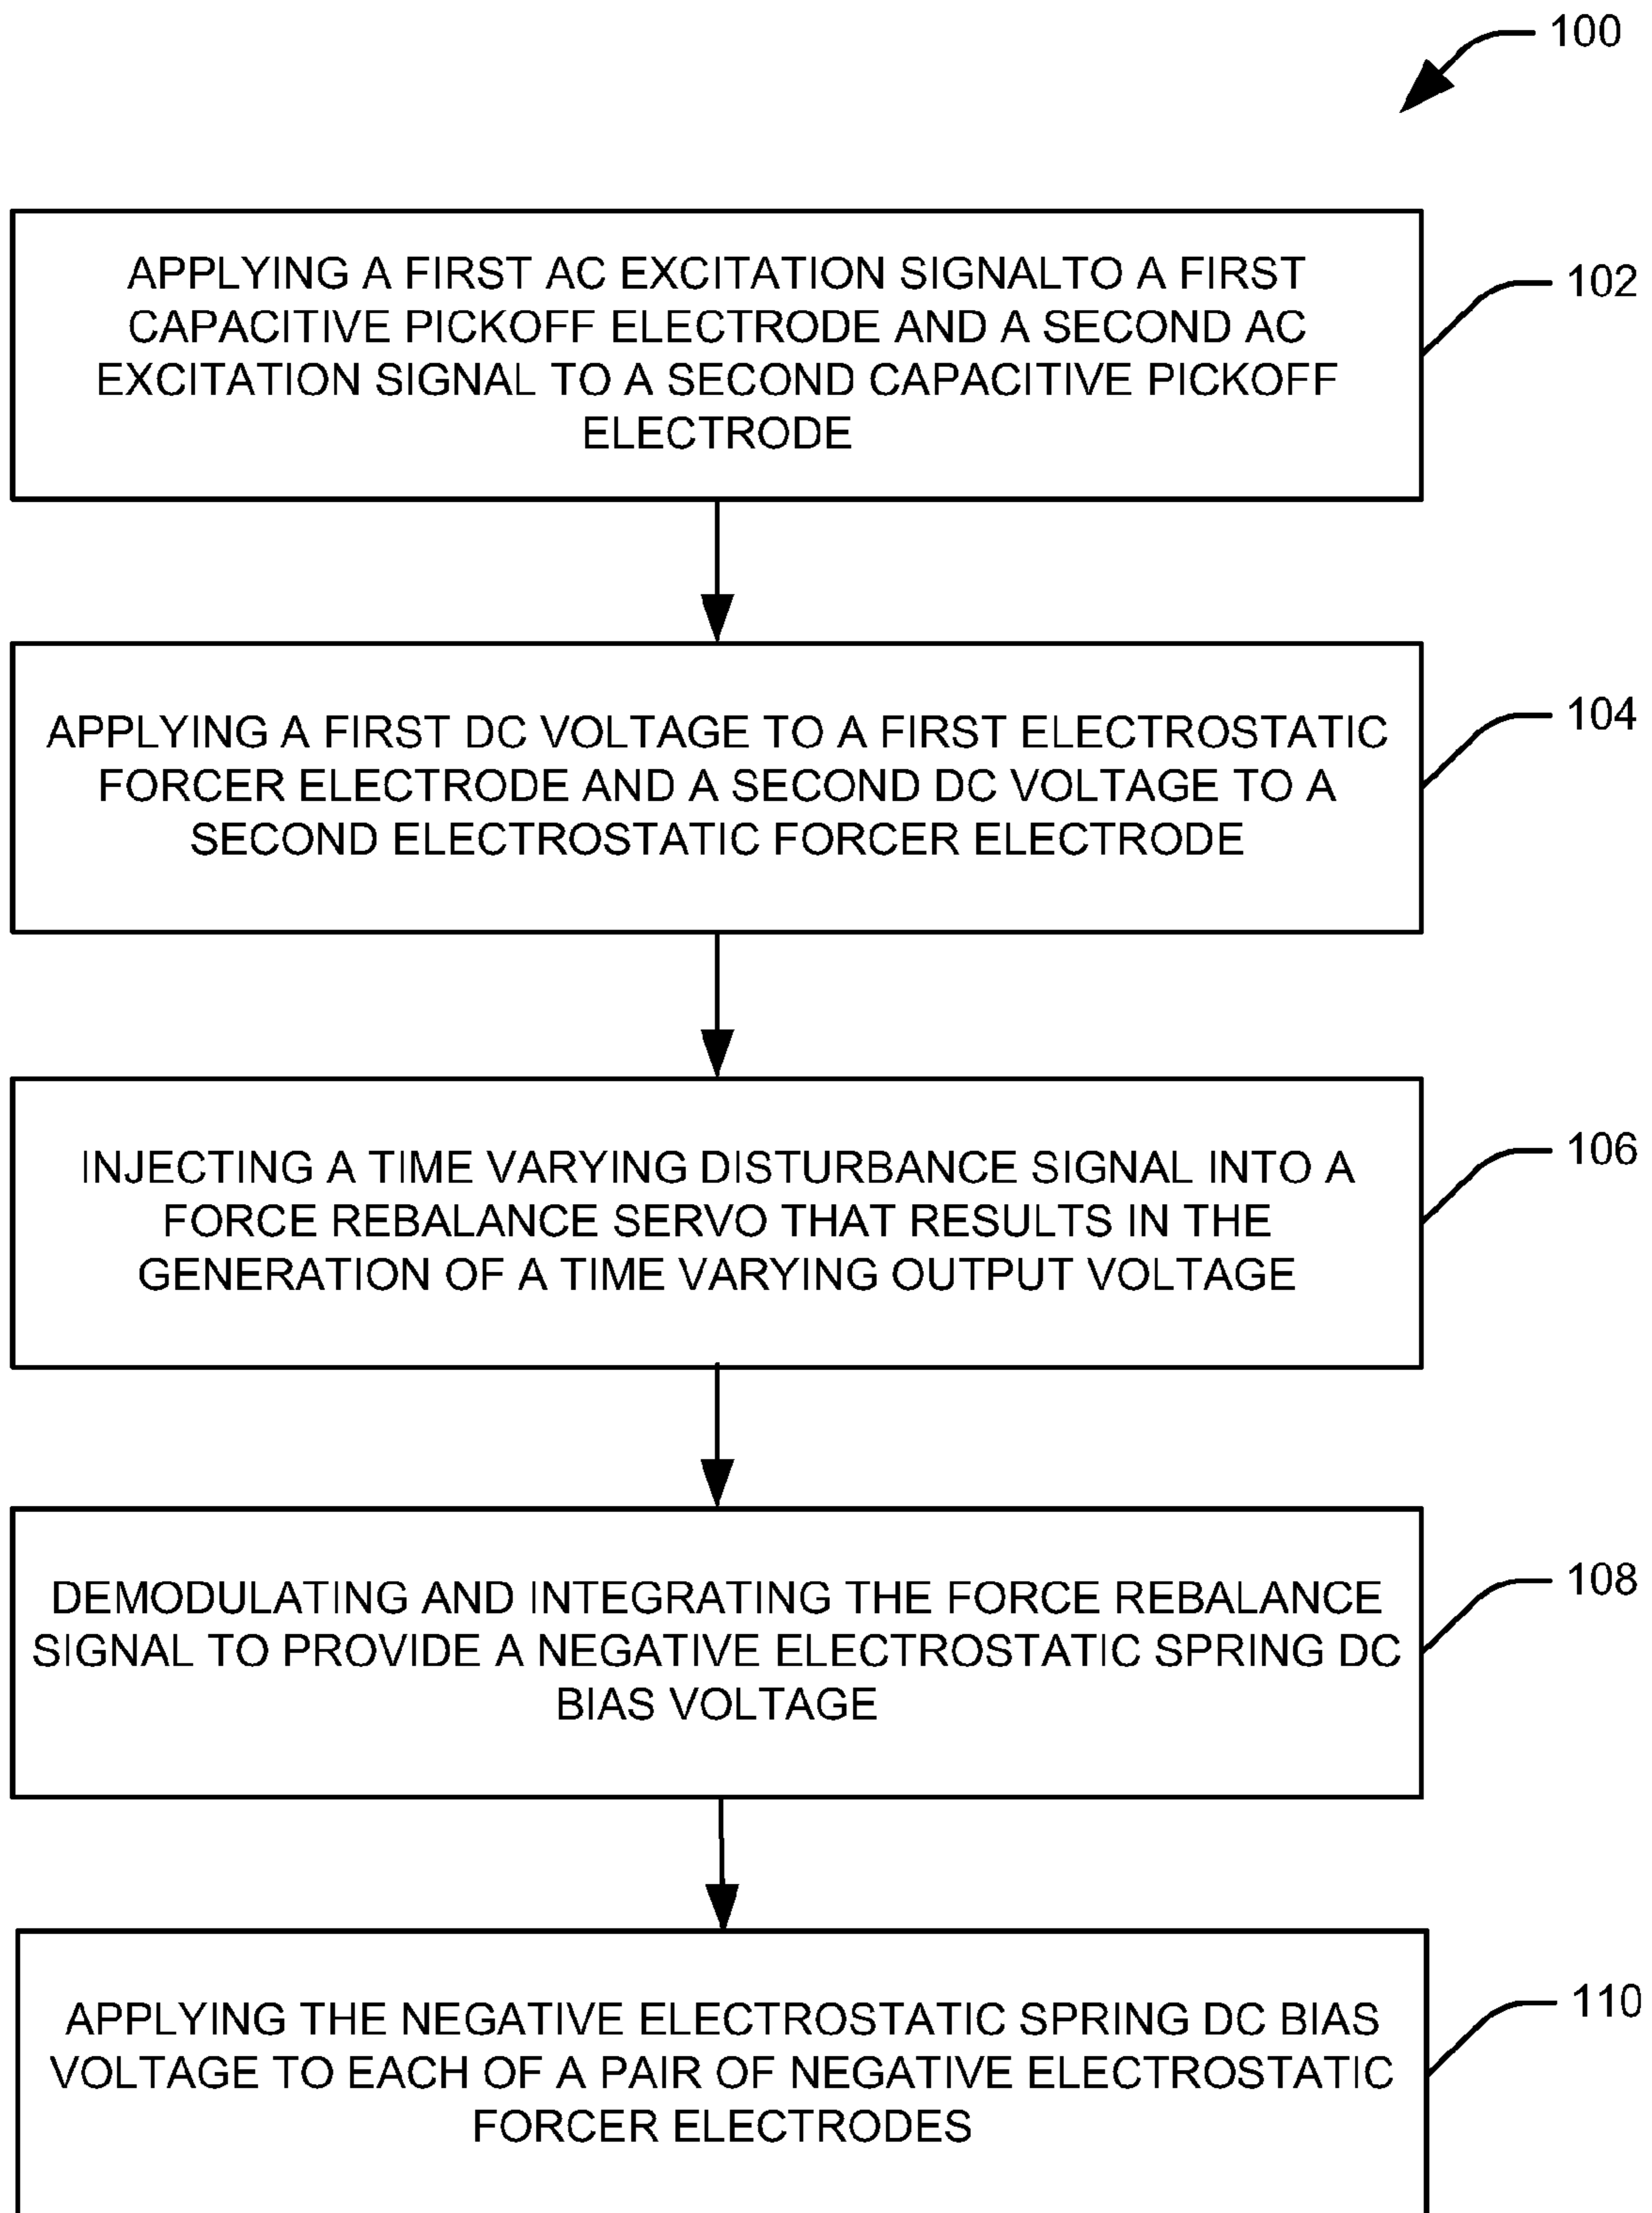 100
APPLYING A FIRST AC EXCITATION SIGNALTO A FIRST
CAPACITIVE PICKOFF ELECTRODE AND A SECOND AC
EXCITATION SIGNAL TO A SECOND CAPACITIVE PICKOFF
ELECTRODE
102
APPLYING A FIRST DC VOLTAGE TO A FIRST ELECTROSTATIC
FORCER ELECTRODE AND A SECOND DC VOLTAGE TO A
SECOND ELECTROSTATIC FORCER ELECTRODE
104
INJECTING A TIME VARYING DISTURBANCE SIGNAL INTO A
FORCE REBALANCE SERVO THAT RESULTS IN THE
GENERATION OF A TIME VARYING OUTPUT VOLTAGE
106
DEMODULATING AND INTEGRATING THE FORCE REBALANCE
SIGNAL TO PROVIDE A NEGATIVE ELECTROSTATIC SPRING DC
BIAS VOLTAGE
108
APPLYING THE NEGATIVE ELECTROSTATIC SPRING DC BIAS
VOLTAGE TO EACH OF A PAIR OF NEGATIVE ELECTROSTATIC
FORCER ELECTRODES
110